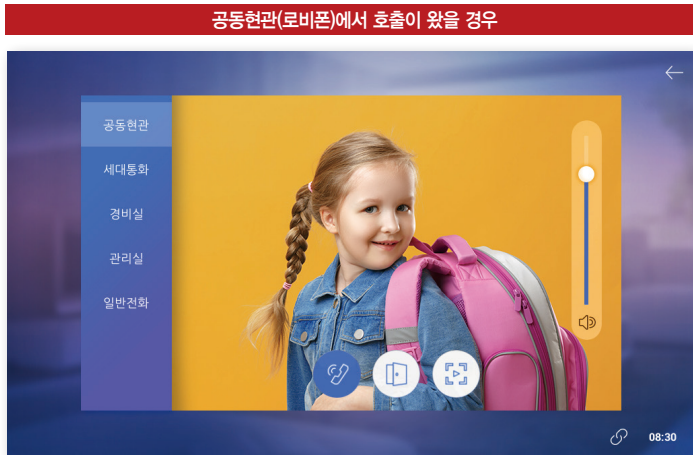 공동현관(로비폰)에서 호출이 왔을 경우
공동현관
세대통화
경비실
관리실
일반전화
08:30